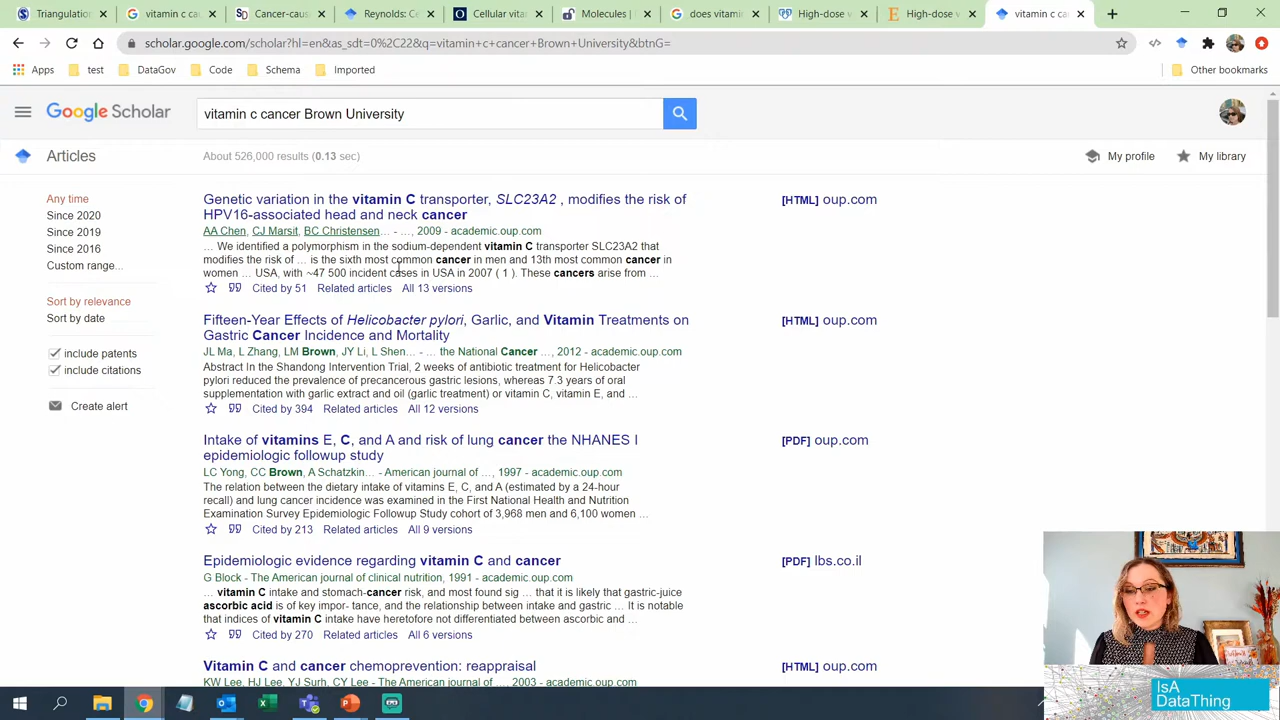 Triangulation
vitamin c c
Cancer-cause
Reynolds: Ce
Cellular vital
Molecules |
does vitamin
High-dose v
E High-dose v
vitamin c ca
scholar.google.com/scholar?hl=en&as_sdt=0%2C22&q=vitamin+c+cancer+Brown+University&btnG=
Apps test DataGov Code Schema Imported Other bookmarks
Google Scholar vitamin c cancer Brown University
Articles About 526,000 results (0.13 sec) My profile My library
Any time
Since 2020
Since 2019
Since 2016
Custom range...
Sort by relevance
Sort by date
include patents
include citations
Create alert
Genetic variation in the vitamin C transporter, SLC23A2 , modifies the risk of
HPV16-associated head and neck cancer
AA Chen, CJ Marsit, BC Christensen... - ..., 2009 - academic.oup.com
... We identified a polymorphism in the sodium-dependent vitamin C transporter SLC23A2 that
modifies the risk of ... is the sixth most common cancer in men and 13th most common cancer in
women ... USA, with ~47 500 incident cases in USA in 2007 ( 1 ). These cancers arise from ...
Cited by 51 Related articles All 13 versions
[HTML] oup.com
Fifteen-Year Effects of Helicobacter pylori, Garlic, and Vitamin Treatments on
Gastric Cancer Incidence and Mortality
JL Ma, L Zhang, LM Brown, JY Li, L Shen... - ... the National Cancer ..., 2012 - academic.oup.com
Abstract In the Shandong Intervention Trial, 2 weeks of antibiotic treatment for Helicobacter
pylori reduced the prevalence of precancerous gastric lesions, whereas 7.3 years of oral
supplementation with garlic extract and oil (garlic treatment) or vitamin C, vitamin E, and ...
Cited by 394 Related articles All 12 versions
[HTML] oup.com
Intake of vitamins E, C, and A and risk of lung cancer the NHANES I
epidemiologic followup study
LC Yong, CC Brown, A Schatzkin... - American journal of ..., 1997 - academic.oup.com
The relation between the dietary intake of vitamins E, C, and A (estimated by a 24-hour
recall) and lung cancer incidence was examined in the First National Health and Nutrition
Examination Survey Epidemiologic Followup Study cohort of 3,968 men and 6,100 women ...
Cited by 213 Related articles All 9 versions
[PDF] oup.com
Epidemiologic evidence regarding vitamin C and cancer
G Block - The American journal of clinical nutrition, 1991 - academic.oup.com
... vitamin C intake and stomach-cancer risk, and most found sig ... that it is likely that gastric-juice
ascorbic acid is of key impor- tance, and the relationship between intake and gastric ... It is notable
that indices of vitamin C intake have heretofore not differentiated between ascorbic and ...
Cited by 270 Related articles All 6 versions
[PDF] lbs.co.il
Vitamin C and cancer chemoprevention: reappraisal
KW Lee, HJ Lee, YJ Surh, CY Lee - The American journal of ..., 2003 - academic.oup.com
[HTML] oup.com
IsA
DataThing